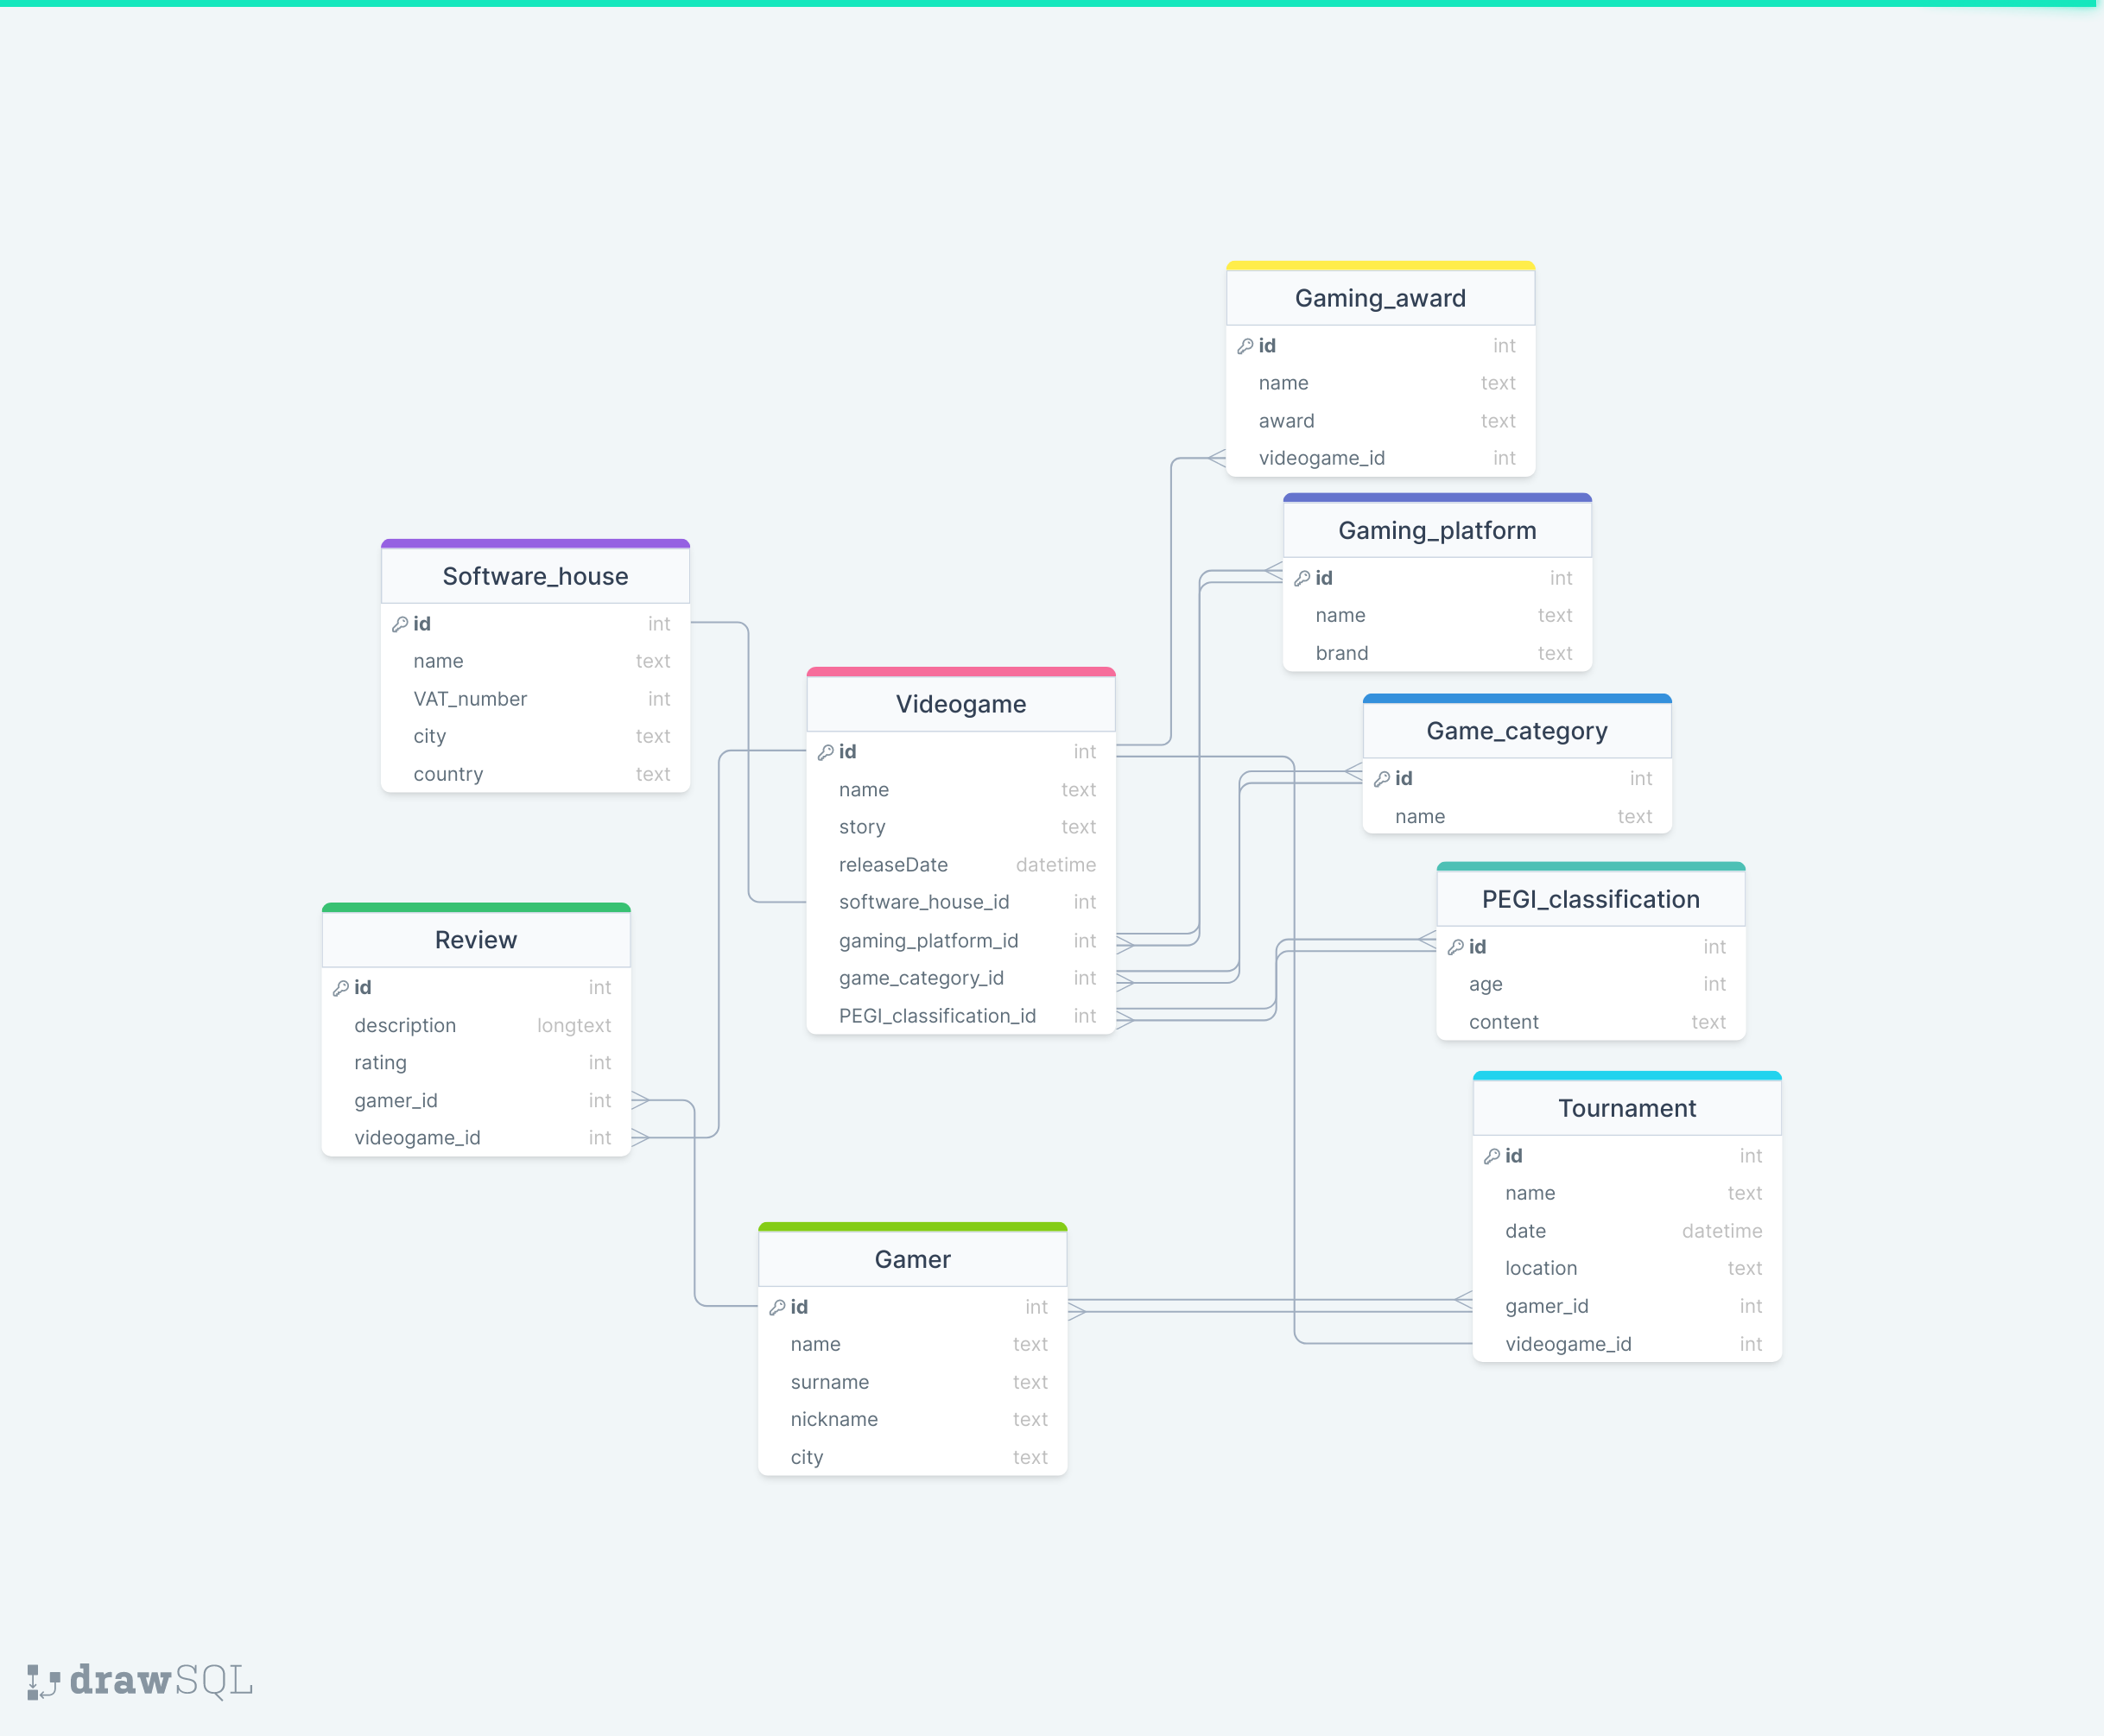 Gaming_award
id int
name text
award text
videogame_id int
Gaming_platform
id int
name text
brand text
Software_house
id int
name text
VAT_number int
city text
country text
Videogame
id int
name text
story text
releaseDate datetime
software_house_id int
gaming_platform_id int
game_category_id int
PEGI_classification_id int
Game_category
id int
name text
PEGI_classification
id int
age int
content text
Review
id int
description longtext
rating int
gamer_id int
videogame_id int
Tournament
id int
name text
date datetime
location text
gamer_id int
videogame_id int
Gamer
id int
name text
surname text
nickname text
city text
drawSQL